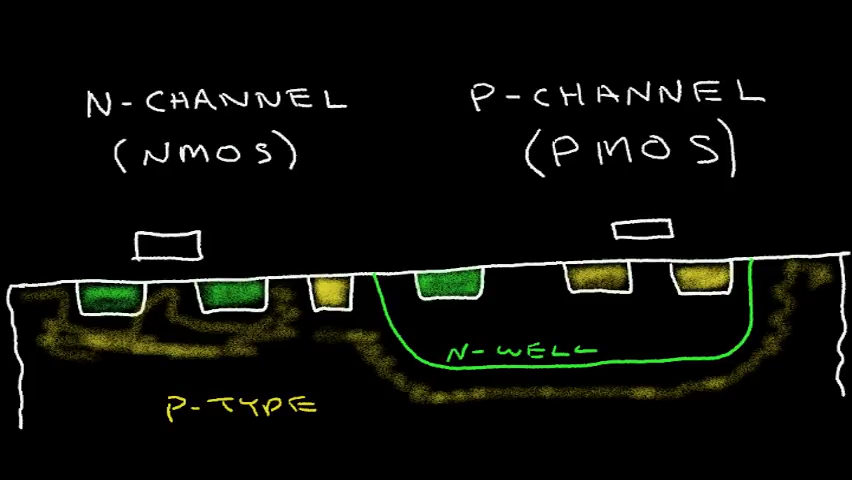 N-CHANNEL
(NMOS)
P-CHANNEL
(PMOS)
N-WELL
P-TYPE